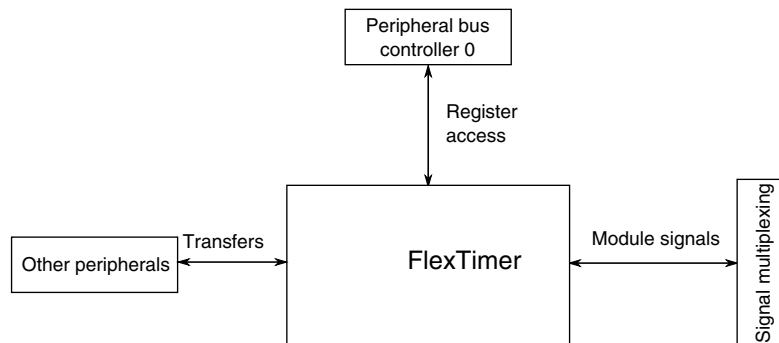 Peripheral bus
controller 0
Register
access
Transfers
Other peripherals
FlexTimer
Module signals
Signal multiplexing